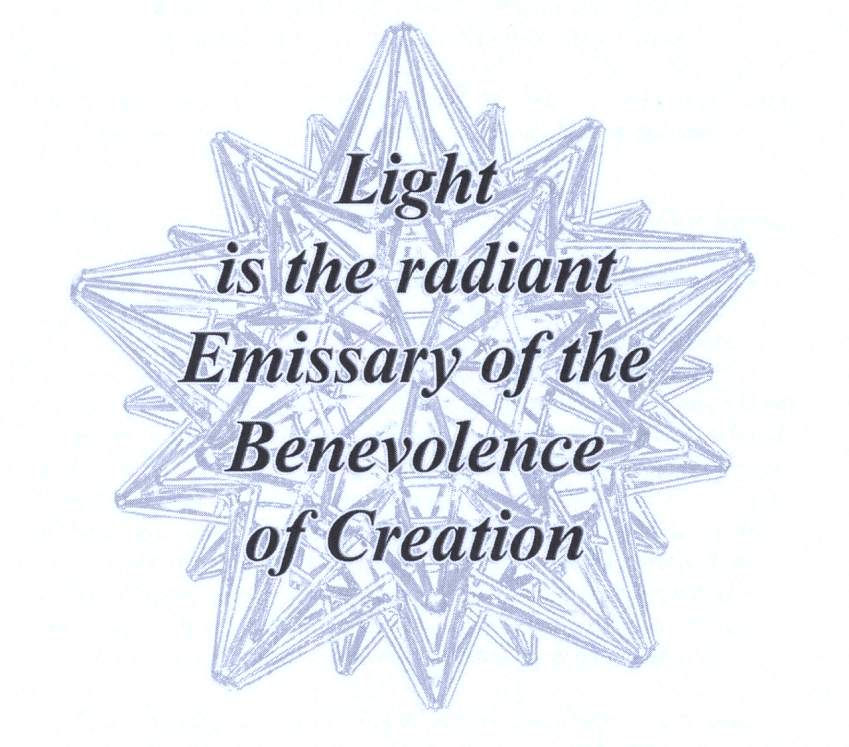 Light
is the radiant
Emissary of the
Benevolence
of Creation